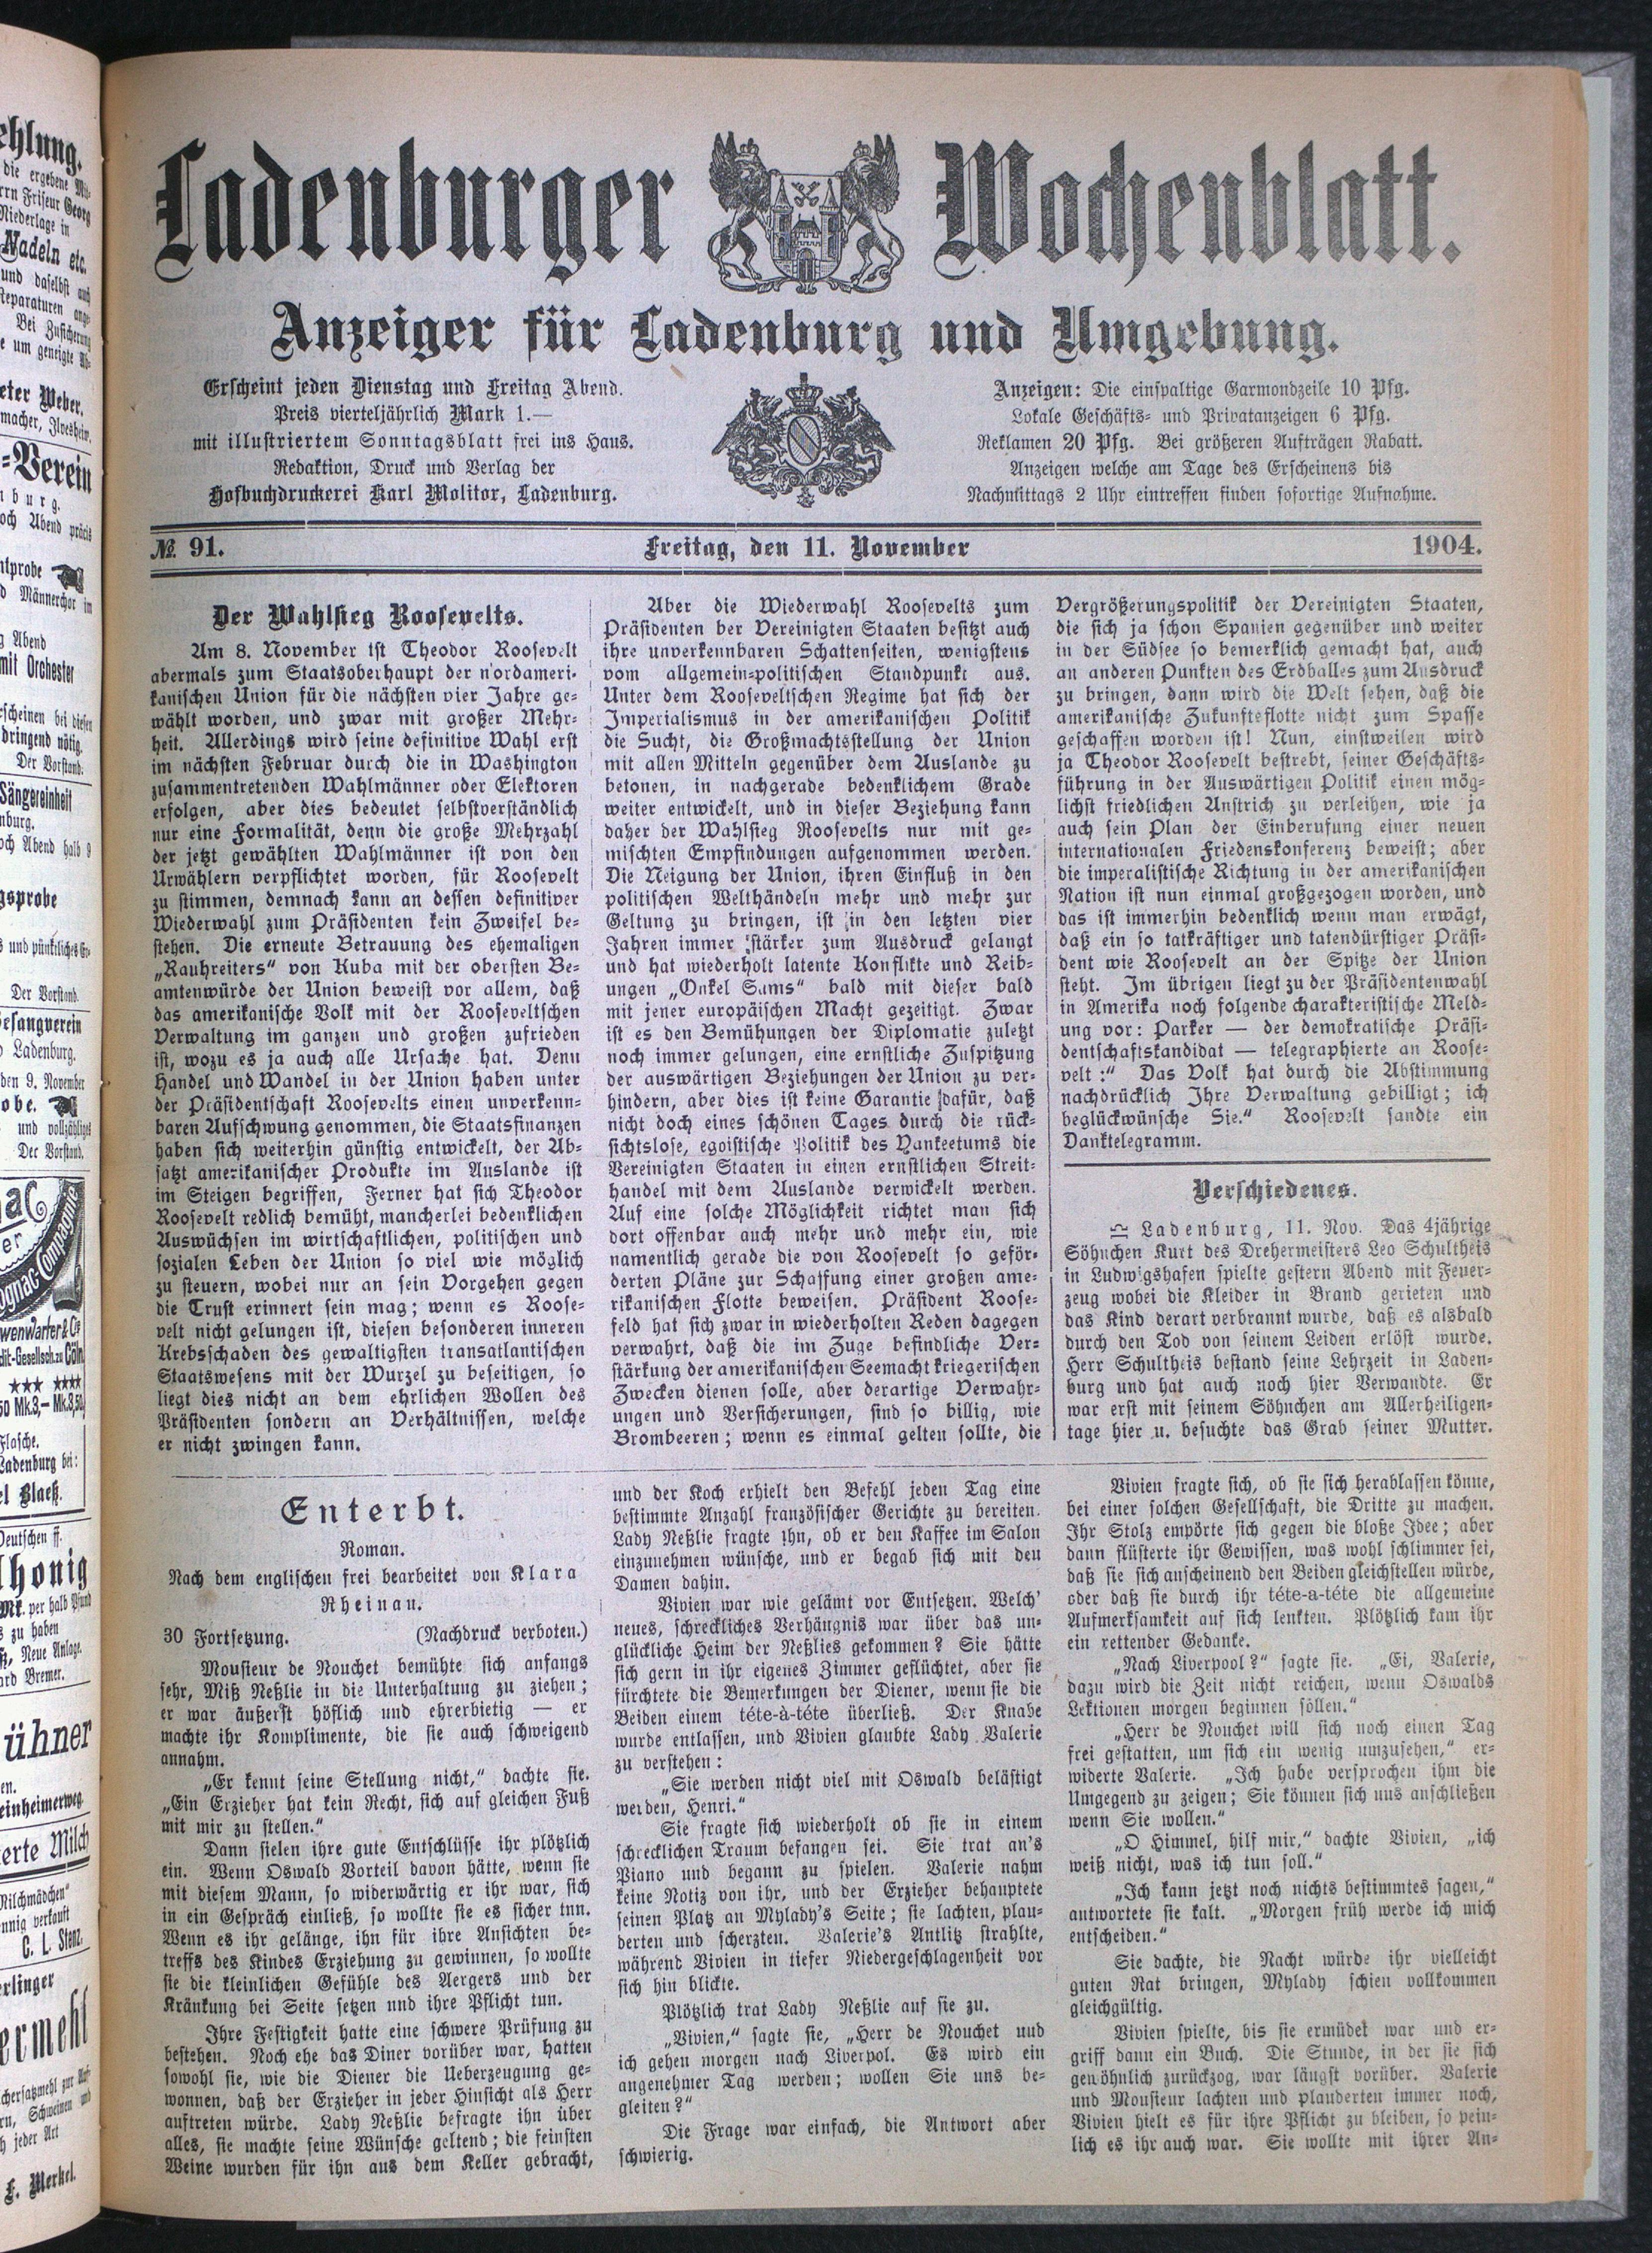 Ladenburger Wochenblatt.
Anzeiger für Ladenburg und Umgebung.
Erscheint jeden Dienstag und Freitag Abend.
Preis vierteljährlich Mark 1.—
mit illustriertem Sonntagsblatt frei ins Haus.
Redaktion, Druck und Verlag der
Hofbuchdruckerei Karl Molitor, Ladenburg.
Anzeigen: Die einspaltige Garmondzeile 10 Pfg.
Lokale Geschäfts- und Privatanzeigen 6 Pfg.
Reklamen 20 Pfg. Bei größeren Aufträgen Rabatt.
Anzeigen welche am Tage des Erscheinens bis
Nachmittags 2 Uhr eintreffen finden sofortige Aufnahme.
№ 91. Freitag, den 11. November 1904.
Der Wahlsieg Roosevelts.
Am 8. November ist Theodor Roosevelt
abermals zum Staatsoberhaupt der nordameri-
kanischen Union für die nächsten vier Jahre ge-
wählt worden, und zwar mit großer Mehr-
heit. Allerdings wird seine definitive Wahl erst
im nächsten Februar durch die in Washington
zusammentretenden Wahlmänner oder Elektoren
erfolgen, aber dies bedeutet selbstverständlich
nur eine Formalität, denn die große Mehrzahl
der jetzt gewählten Wahlmänner ist von den
Urwählern verpflichtet worden, für Roosevelt
zu stimmen, demnach kann an dessen definitiver
Wiederwahl zum Präsidenten kein Zweifel be-
stehen. Die erneute Betrauung des ehemaligen
„Rauhreiters“ von Kuba mit der obersten Be-
amtenwürde der Union beweist vor allem, daß
das amerikanische Volk mit der Rooseveltschen
Verwaltung im ganzen und großen zufrieden
ist, wozu es ja auch alle Ursache hat. Denn
Handel und Wandel in der Union haben unter
der Präsidentschaft Roosevelts einen unverkenn-
baren Aufschwung genommen, die Staatsfinanzen
haben sich weiterhin günstig entwickelt, der Ab-
satzt amerikanischer Produkte im Auslande ist
im Steigen begriffen, Ferner hat sich Theodor
Roosevelt redlich bemüht, mancherlei bedenklichen
Auswüchsen im wirtschaftlichen, politischen und
sozialen Leben der Union so viel wie möglich
zu steuern, wobei nur an sein Vorgehen gegen
die Trust erinnert sein mag; wenn es Roose-
velt nicht gelungen ist, diesen besonderen inneren
Krebsschaden des gewaltigsten transatlantischen
Staatswesens mit der Wurzel zu beseitigen, so
liegt dies nicht an dem ehrlichen Wollen des
Präsidenten sondern an Verhältnissen, welche
er nicht zwingen kann.
Aber die Wiederwahl Roosevelts zum
Präsidenten der Vereinigten Staaten besitzt auch
ihre unverkennbaren Schattenseiten, wenigstens
vom allgemein-politischen Standpunkt aus.
Unter dem Rooseveltschen Regime hat sich der
Imperialismus in der amerikanischen Politik
die Sucht, die Großmachtsstellung der Union
mit allen Mitteln gegenüber dem Auslande zu
betonen, in nachgerade bedenklichem Grade
weiter entwickelt, und in dieser Beziehung kann
daher der Wahlsieg Roosevelts nur mit ge-
mischten Empfindungen aufgenommen werden.
Die Neigung der Union, ihren Einfluß in den
politischen Welthändeln mehr und mehr zur
Geltung zu bringen, ist in den letzten vier
Jahren immer stärker zum Ausdruck gelangt
und hat wiederholt latente Konflikte und Reib-
ungen „Onkel Sams“ bald mit dieser bald
mit jener europäischen Macht gezeitigt. Zwar
ist es den Bemühungen der Diplomatie zuletzt
noch immer gelungen, eine ernstliche Zuspitzung
der auswärtigen Beziehungen der Union zu ver-
hindern, aber dies ist keine Garantie dafür, daß
nicht doch eines schönen Tages durch die rück-
sichtslose, egoistische Politik des Yankeetums die
Vereinigten Staaten in einen ernstlichen Streit-
handel mit dem Auslande verwickelt werden.
Auf eine solche Möglichkeit richtet man sich
dort offenbar auch mehr und mehr ein, wie
namentlich gerade die von Roosevelt so geför-
derten Pläne zur Schaffung einer großen ame-
rikanischen Flotte beweisen. Präsident Roose-
feld hat sich zwar in wiederholten Reden dagegen
verwahrt, daß die im Zuge befindliche Ver-
stärkung der amerikanischen Seemacht kriegerischen
Zwecken dienen solle, aber derartige Verwahr-
ungen und Versicherungen, sind so billig, wie
Brombeeren; wenn es einmal gelten sollte, die
Vergrößerungspolitik der Vereinigten Staaten,
die sich ja schon Spanien gegenüber und weiter
in der Südsee so bemerklich gemacht hat, auch
an anderen Punkten des Erdballes zum Ausdruck
zu bringen, dann wird die Welt sehen, daß die
amerikanische Zukunftsflotte nicht zum Spasse
geschaffen worden ist! Nun, einstweilen wird
ja Theodor Roosevelt bestrebt, seiner Geschäfts-
führung in der Auswärtigen Politik einen mög-
lichst friedlichen Anstrich zu verleihen, wie ja
auch sein Plan der Einberufung einer neuen
internationalen Friedenskonferenz beweist; aber
die imperalistische Richtung in der amerikanischen
Nation ist nun einmal großgezogen worden, und
das ist immerhin bedenklich wenn man erwägt,
daß ein so tatkräftiger und tatendürstiger Präsi-
dent wie Roosevelt an der Spitze der Union
steht. Im übrigen liegt zu der Präsidentenwahl
in Amerika noch folgende charakteristische Meld-
ung vor: Parker — der demokratische Präsi-
dentschaftskandidat — telegraphierte an Roose-
velt:“ Das Volk hat durch die Abstimmung
nachdrücklich Ihre Verwaltung gebilligt; ich
beglückwünsche Sie.“ Roosevelt sandte ein
Danktelegramm.
Verschiedenes.
Ladenburg, 11. Nov. Das 4jährige
Söhnchen Kurt des Drehermeisters Leo Schultheis
in Ludwigshafen spielte gestern Abend mit Feuer-
zeug wobei die Kleider in Brand gerieten und
das Kind derart verbrannt wurde, daß es alsbald
durch den Tod von seinem Leiden erlöst wurde.
Herr Schultheis bestand seine Lehrzeit in Laden-
burg und hat auch noch hier Verwandte. Er
war erst mit seinem Söhnchen am Allerheiligen-
tage hier u. besuchte das Grab seiner Mutter.
Enterbt.
Roman.
Nach dem englischen frei bearbeitet von Klara
Rheinau.
30 Fortsetzung. (Nachdruck verboten.)
Monsieur de Nouchet bemühte sich anfangs
sehr, Miß Neßlie in die Unterhaltung zu ziehen;
er war äußerst höflich und ehrerbietig — er
machte ihr Komplimente, die sie auch schweigend
annahm.
„Er kennt seine Stellung nicht,“ dachte sie.
„Ein Erzieher hat kein Recht, sich auf gleichen Fuß
mit mir zu stellen.“
Dann fielen ihre gute Entschlüsse ihr plötzlich
ein. Wenn Oswald Vorteil davon hätte, wenn sie
mit diesem Mann, so widerwärtig er ihr war, sich
in ein Gespräch einließ, so wollte sie es sicher tnn.
Wenn es ihr gelänge, ihn für ihre Ansichten be-
treffs des Kindes Erziehung zu gewinnen, so wollte
sie die kleinlichen Gefühle des Aergers und der
Kränkung bei Seite setzen nnd ihre Pflicht tun.
Ihre Festigkeit hatte eine schwere Prüfung zu
bestehen. Noch ehe das Diner vorüber war, hatten
sowohl sie, wie die Diener die Ueberzeugung ge-
wonnen, daß der Erzieher in jeder Hinsicht als Herr
auftreten würde. Lady Neßlie befragte ihn über
alles, sie machte seine Wünsche geltend; die feinsten
Weine wurden für ihn aus dem Keller gebracht,
und der Koch erhielt den Befehl jeden Tag eine
bestimmte Anzahl französischer Gerichte zu bereiten.
Lady Neßlie fragte ihn, ob er den Kaffee im Salon
einzunehmen wünsche, und er begab sich mit den
Damen dahin.
Vivien war wie gelämt vor Entsetzen. Welch'
neues, schreckliches Verhängnis war über das un-
glückliche Heim der Neßlies gekommen? Sie hätte
sich gern in ihr eigenes Zimmer geflüchtet, aber sie
fürchtete die Bemerkungen der Diener, wenn sie die
Beiden einem téte-à-téte überließ. Der Knabe
wurde entlassen, und Vivien glaubte Lady Valerie
zu verstehen:
„Sie werden nicht viel mit Oswald belästigt
werden, Henri.“
Sie fragte sich wiederholt ob sie in einem
schrecklichen Traum befangen sei. Sie trat an's
Piano und begann zu spielen. Valerie nahm
keine Notiz von ihr, und der Erzieher behauptete
seinen Platz an Mylady's Seite; sie lachten, plau-
derten und scherzten. Valerie's Antlitz strahlte,
während Vivien in tiefer Niedergeschlagenheit vor
sich hin blickte.
Plötzlich trat Lady Neßlie auf sie zu.
„Vivien,“ sagte sie, „Herr de Nouchet und
ich gehen morgen nach Liverpol. Es wird ein
angenehmer Tag werden; wollen Sie uns be-
gleiten?“
Die Frage war einfach, die Antwort aber
schwierig.
Vivien fragte sich, ob sie sich herablassen könne,
bei einer solchen Gesellschaft, die Dritte zu machen.
Ihr Stolz empörte sich gegen die bloße Idee; aber
dann flüsterte ihr Gewissen, was wohl schlimmer sei,
daß sie sich anscheinend den Beiden gleichstellen würde,
oder daß sie durch ihr téte-a-téte die allgemeine
Aufmerksamkeit auf sich lenkten. Plötzlich kam ihr
ein rettender Gedanke.
„Nach Liverpool?“ sagte sie. „Ei, Valerie,
dazu wird die Zeit nicht reichen, wenn Oswalds
Lektionen morgen beginnen sollen.“
„Herr de Nouchet will sich noch einen Tag
frei gestatten, um sich ein wenig umzusehen,“ er-
widerte Valerie. „Ich habe versprochen ihm die
Umgegend zu zeigen; Sie können sich uns anschließen
wenn Sie wollen.“
„O Himmel, hilf mir,“ dachte Vivien, „ich
weiß nicht, was ich tun soll.“
„Ich kann jetzt noch nichts bestimmtes sagen,“
antwortete sie kalt. „Morgen früh werde ich mich
entscheiden.“
Sie dachte, die Nacht würde ihr vielleicht
guten Rat bringen, Mylady schien vollkommen
gleichgültig.
Vivien spielte, bis sie ermüdet war und er-
griff dann ein Buch. Die Stunde, in der sie sich
gewöhnlich zurückzog, war längst vorüber. Valerie
und Monsieur lachten und plauderten immer noch,
Vivien hielt es für ihre Pflicht zu bleiben, so pein-
lich es ihr auch war. Sie wollte mit ihrer An-